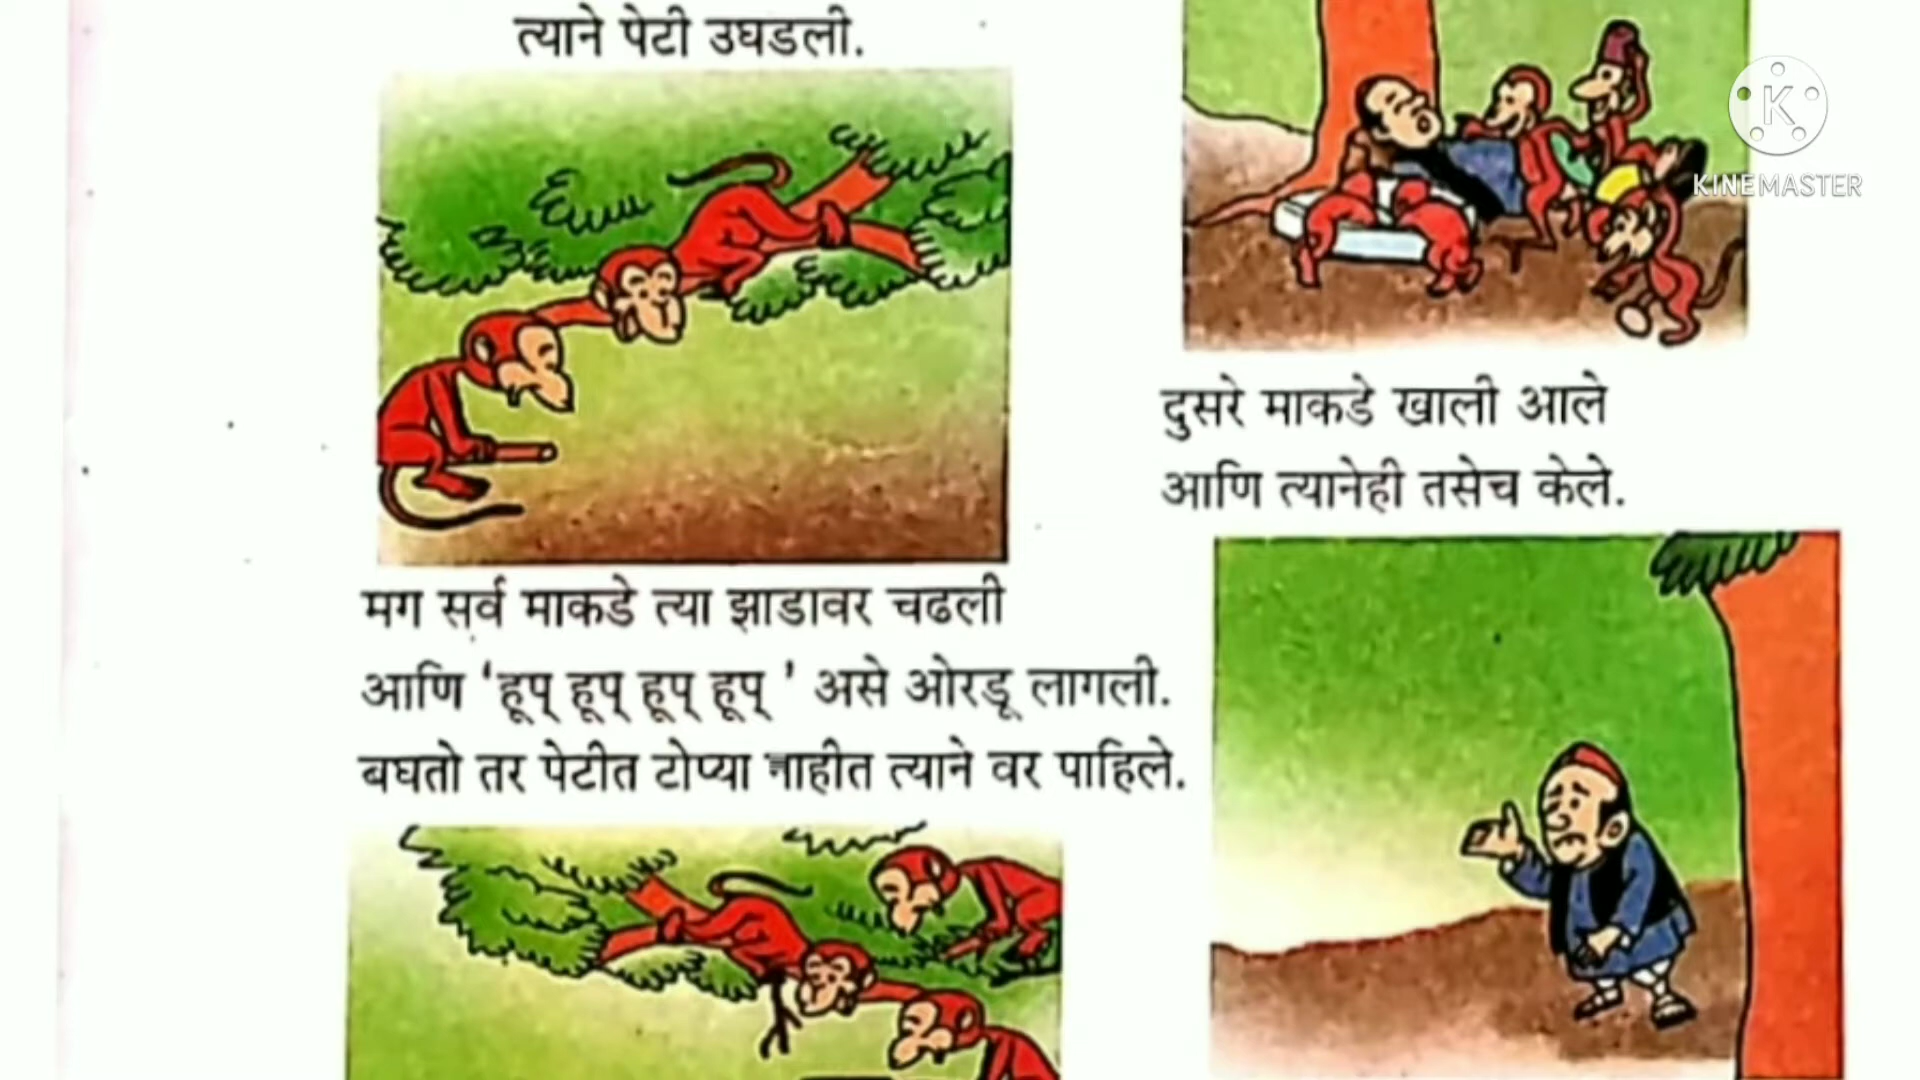 त्याने पेटी उघडली.
KINEMASTER
दुसरे माकडे खाली आले
आणि त्यानेही तसेच केले.
मग सर्व माकडे त्या झाडावर चढली
आणि ‘हूप् हूप् हूप् हूप् ’ असे ओरडू लागली.
बघतो तर पेटीत टोप्या नाहीत त्याने वर पाहिले.